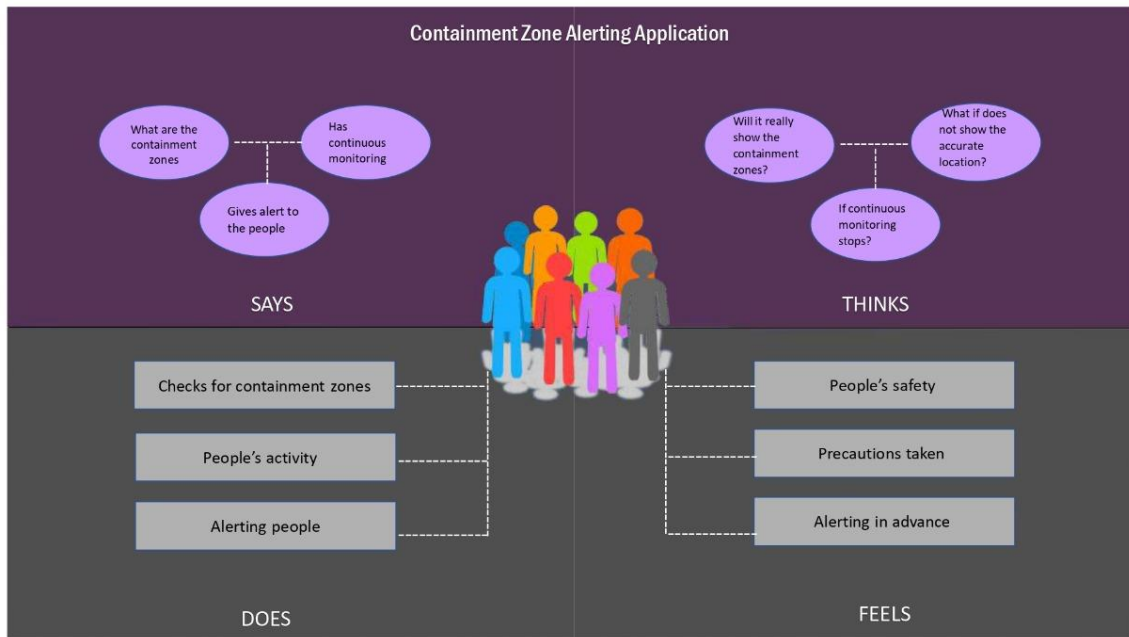 Containment Zone Alerting Application
What are the
containment
zones
Has
continuous
monitoring
Gives alert to
the people
SAYS
Will it really
show the
containment
zones?
What if does
not show the
accurate
location?
If continuous
monitoring
stops?
THINKS
Checks for containment zones
People's activity
Alerting people
DOES
People's safety
Precautions taken
Alerting in advance
FEELS